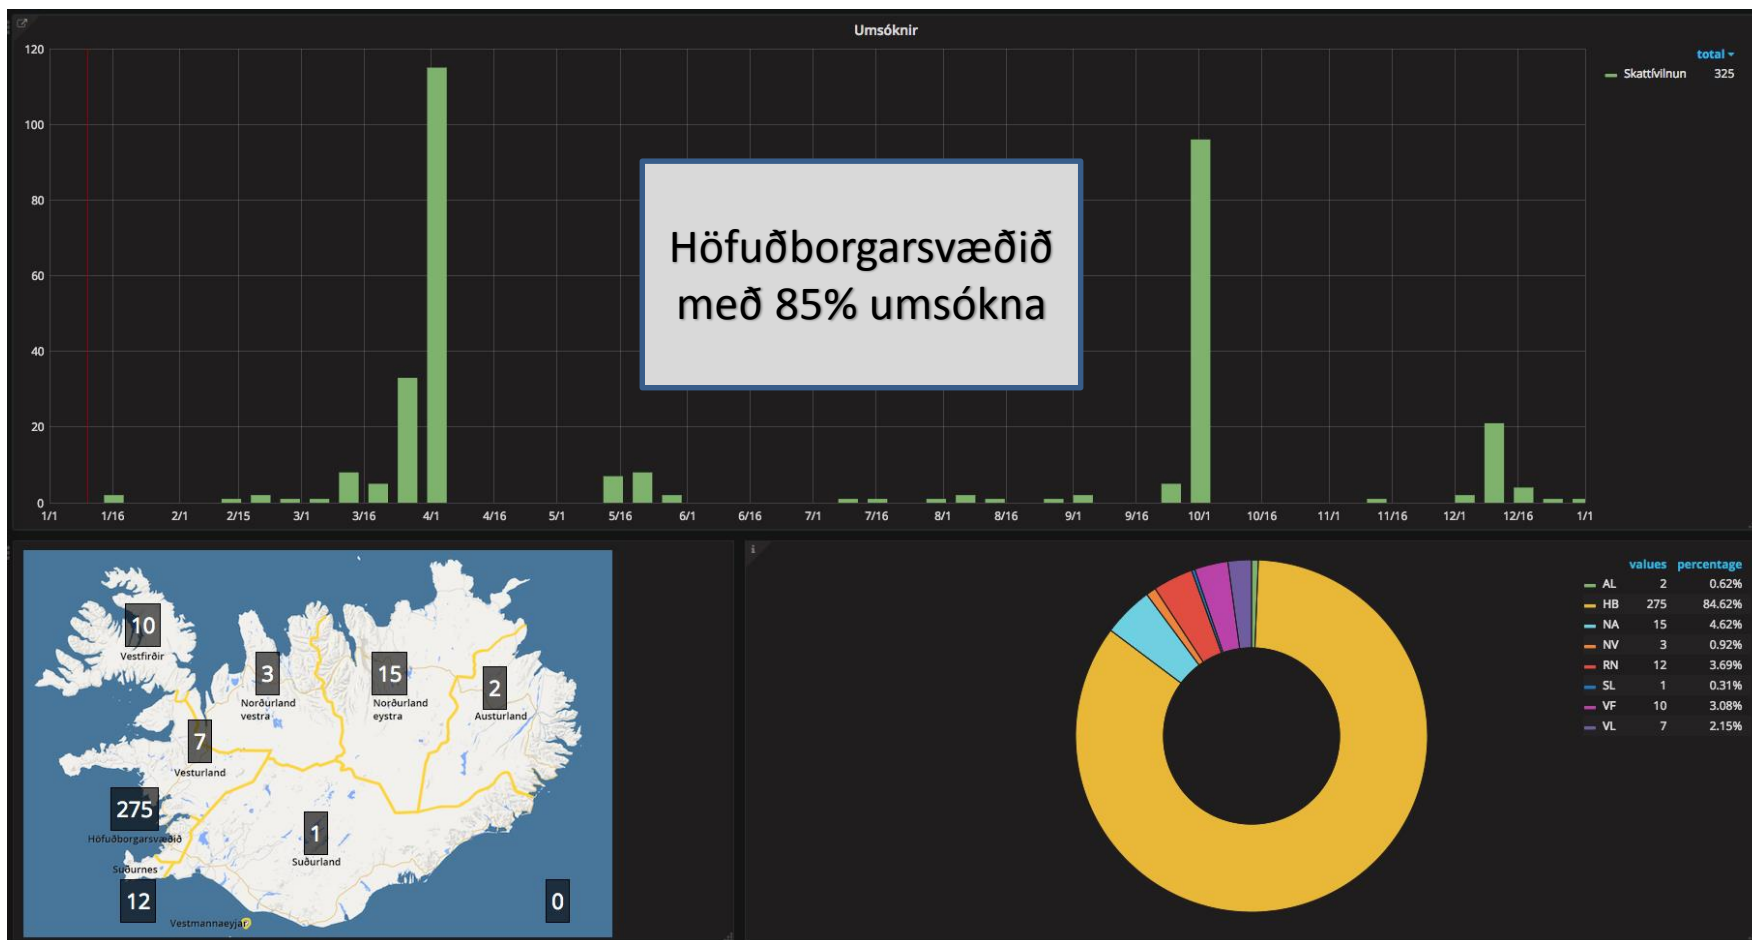 Umsóknir
total
Skattívilnun 325
120
100
80
60
40
20
0
1/1 1/16 2/1 2/15 3/1 3/16 4/1 4/16 5/1 5/16 6/1 6/16 7/1 7/16 8/1 8/16 9/1 9/16 10/1 10/16 11/1 11/16 12/1 12/16 1/1
Höfuðborgarsvæðið
með 85% umsókna
10
Vestfirðir
3
Norðurland
vestra
15
Norðurland
eystra
2
Austurland
7
Vesturland
275
Höfuðborgarsvæðið
1
Suðurland
Suðurnes
12
Vestmannaeyjar
0
values percentage
AL 2 0.62%
HB 275 84.62%
NA 15 4.62%
NV 3 0.92%
RN 12 3.69%
SL 1 0.31%
VF 10 3.08%
VL 7 2.15%